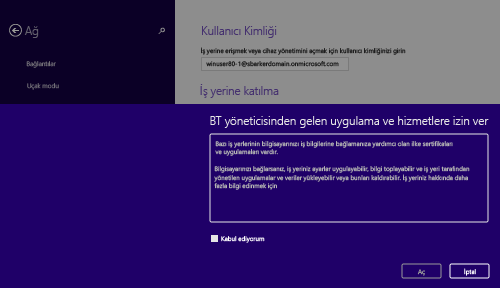 Ağ
Kullanıcı Kimliği
İş yerine erişmek veya cihaz yönetimini açmak için kullanıcı kimliğinizi girin
winuser80-1@sbarkerdomain.onmicrosoft.com
Bağlantılar
Uçak modu
İş yerine katılma
BT yöneticisinden gelen uygulama ve hizmetlere izin ver
Bazı iş yerlerinin bilgisayarınızı iş bilgilerine bağlamanıza yardımcı olan ilke sertifikaları
ve uygulamaları vardır.
Bilgisayarınızı bağlarsanız, iş yeriniz ayarlar uygulayabilir, bilgi toplayabilir ve iş yeri tarafından
yönetilen uygulamalar ve veriler yükleyebilir veya bunları kaldırabilir. İş yeriniz hakkında daha
fazla bilgi edinmek için
Kabul ediyorum
Aç
İptal